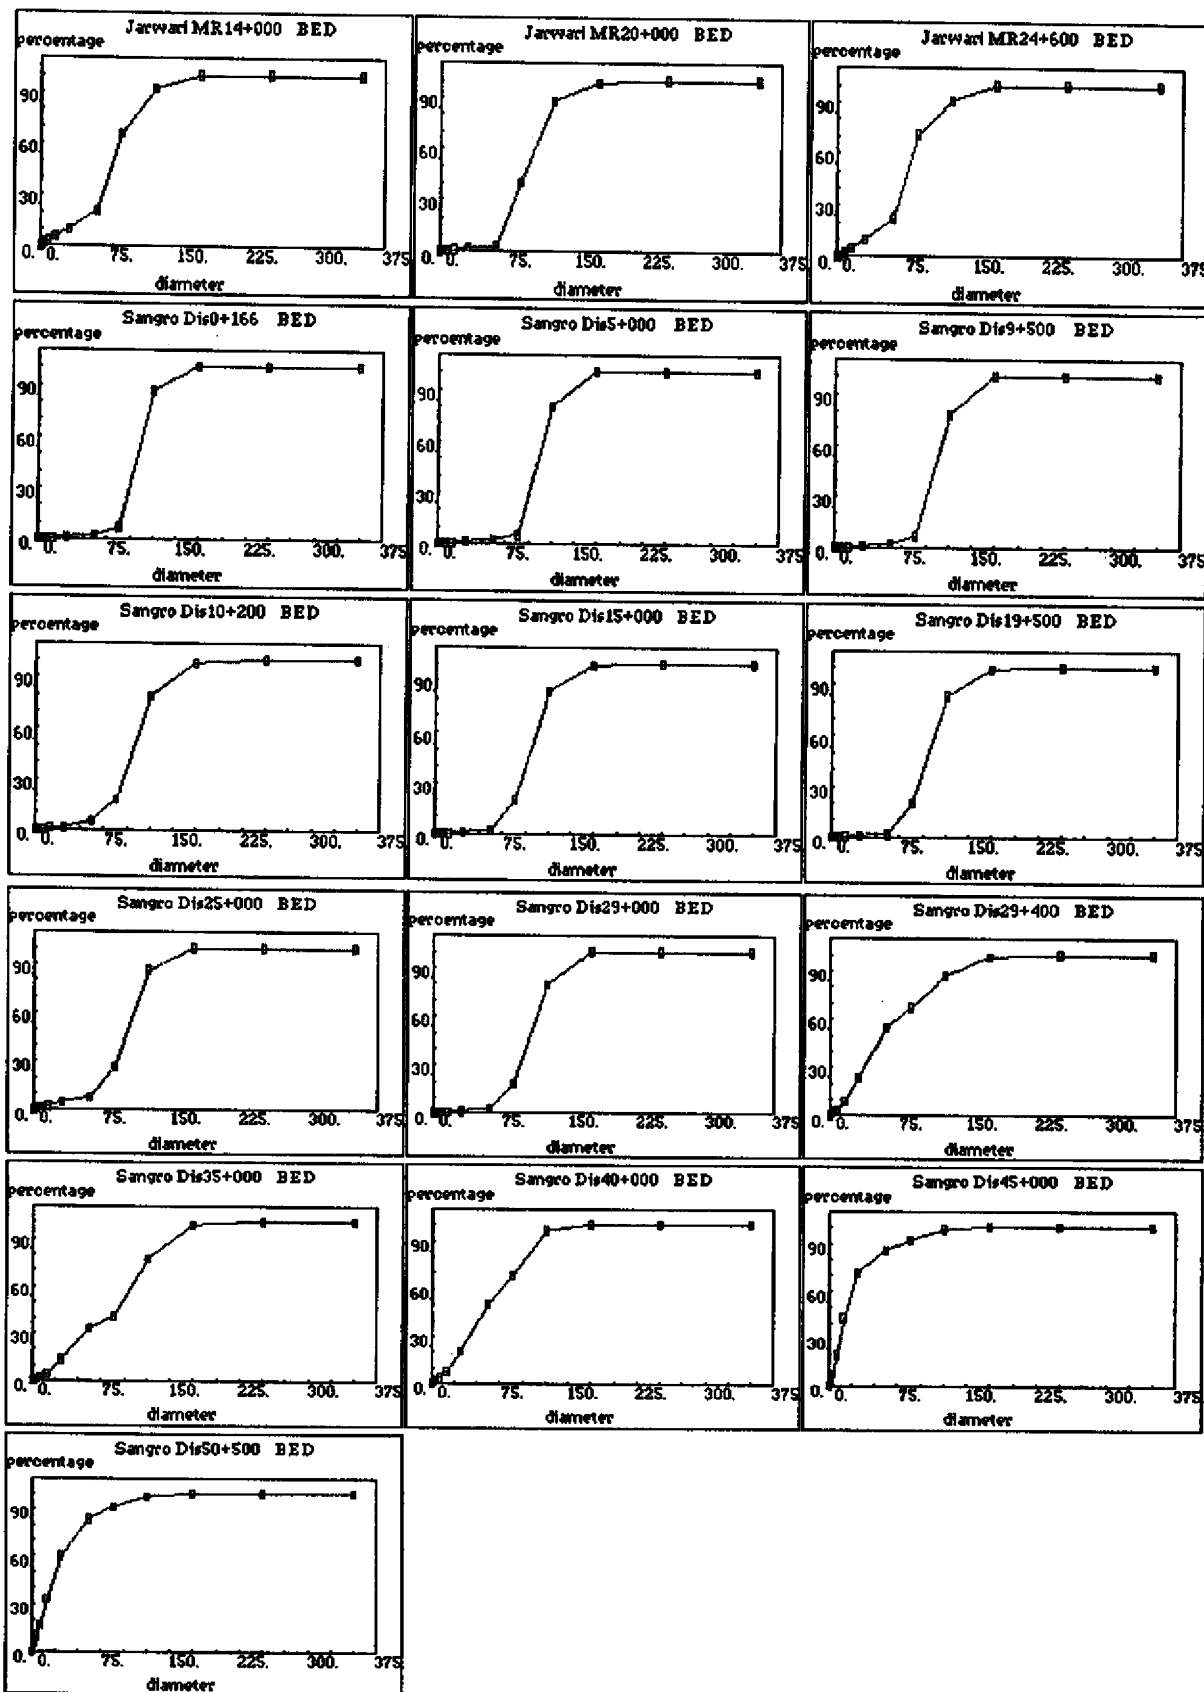 Jarwari MR14+000 BED
percentage
90.
60.
30.
0. 0. 75. 150. 225. 300. 375
diameter
Jarwari MR20+000 BED
percentage
90.
60.
30.
0. 0. 75. 150. 225. 300. 375
diameter
Jarwari MR24+600 BED
percentage
90.
60.
30.
0. 0. 75. 150. 225. 300. 375
diameter
Sangro Dis0+166 BED
percentage
90.
60.
30.
0. 0. 75. 150. 225. 300. 375
diameter
Sangro Dis5+000 BED
percentage
90.
60.
30.
0. 0. 75. 150. 225. 300. 375
diameter
Sangro Dis9+500 BED
percentage
90.
60.
30.
0. 0. 75. 150. 225. 300. 375
diameter
Sangro Dis10+200 BED
percentage
90.
60.
30.
0. 0. 75. 150. 225. 300. 375
diameter
Sangro Dis15+000 BED
percentage
90.
60.
30.
0. 0. 75. 150. 225. 300. 375
diameter
Sangro Dis19+500 BED
percentage
90.
60.
30.
0. 0. 75. 150. 225. 300. 375
diameter
Sangro Dis25+000 BED
percentage
90.
60.
30.
0. 0. 75. 150. 225. 300. 375
diameter
Sangro Dis29+000 BED
percentage
90.
60.
30.
0. 0. 75. 150. 225. 300. 375
diameter
Sangro Dis29+400 BED
percentage
90.
60.
30.
0. 0. 75. 150. 225. 300. 375
diameter
Sangro Dis35+000 BED
percentage
90.
60.
30.
0. 0. 75. 150. 225. 300. 375
diameter
Sangro Dis40+000 BED
percentage
90.
60.
30.
0. 0. 75. 150. 225. 300. 375
diameter
Sangro Dis45+000 BED
percentage
90.
60.
30.
0. 0. 75. 150. 225. 300. 375
diameter
Sangro Dis50+500 BED
percentage
90.
60.
30.
0. 0. 75. 150. 225. 300. 375
diameter